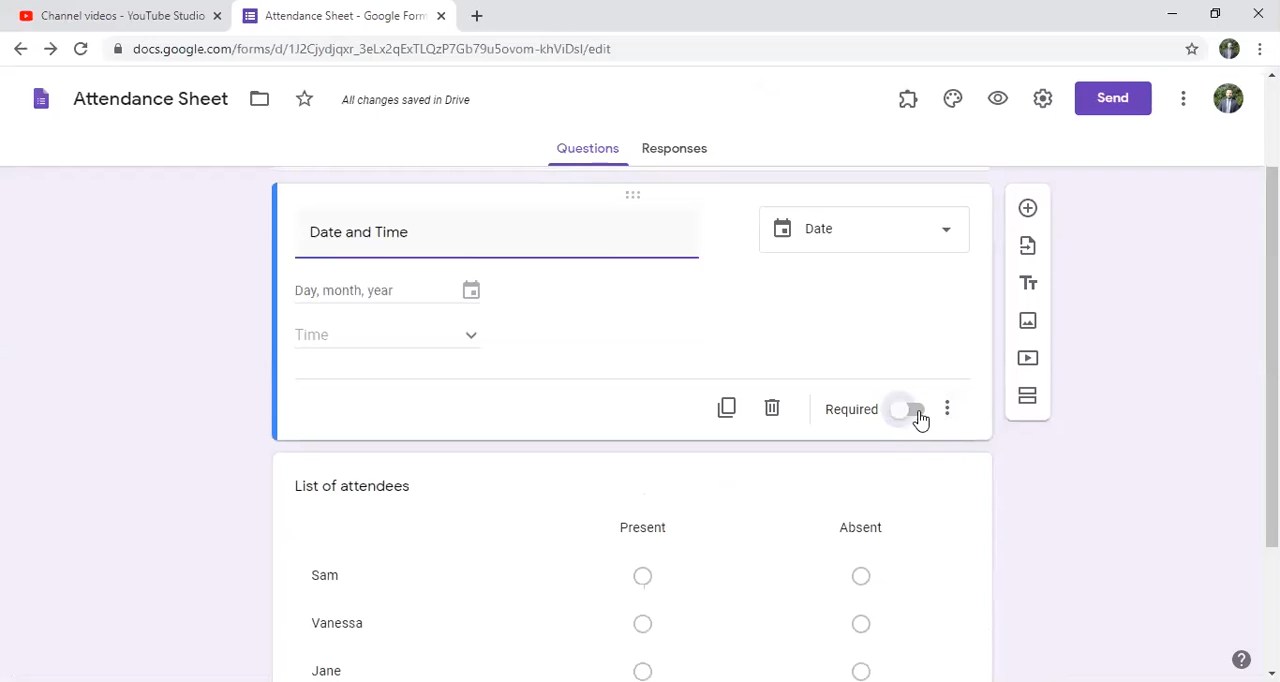 Channel videos - YouTube Studio
Attendance Sheet - Google Form
docs.google.com/forms/d/1J2Cjydjqxr_3eLx2qExTLQzP7Gb79u5ovom-khViDsI/edit
Attendance Sheet
All changes saved in Drive
Send
Questions
Responses
Date and Time
Date
Day, month, year
Time
Required
List of attendees
Present
Absent
Sam
Vanessa
Jane